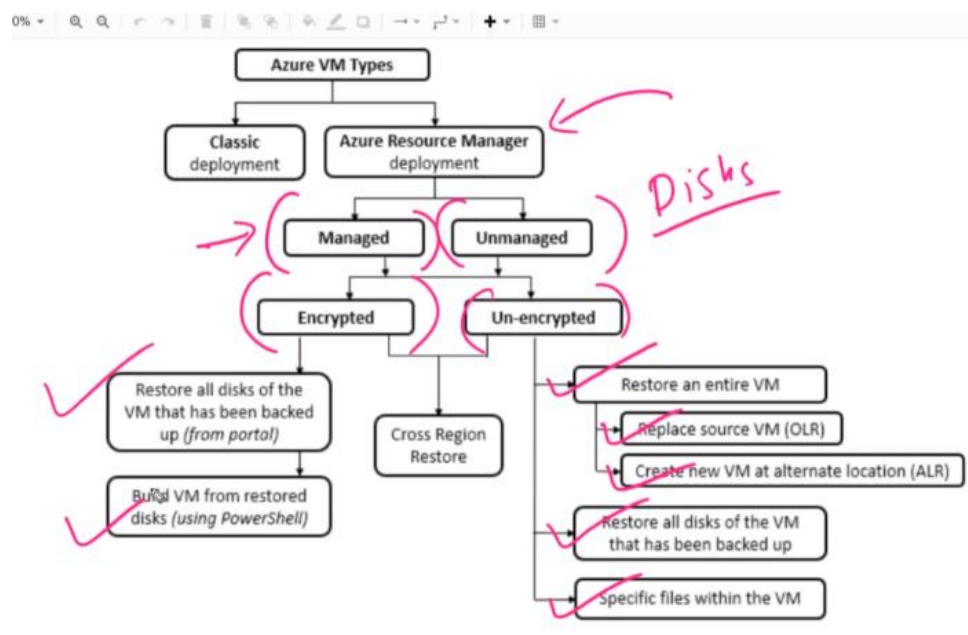 0%
Azure VM Types
Classic
deployment
Azure Resource Manager
deployment
Disks
Managed
Unmanaged
Encrypted
Un-encrypted
Restore all disks of the
VM that has been backed
up (from portal)
Build VM from restored
disks (using PowerShell)
Cross Region
Restore
Restore an entire VM
Replace source VM (OLR)
Create new VM at alternate location (ALR)
Restore all disks of the VM
that has been backed up
Specific files within the VM